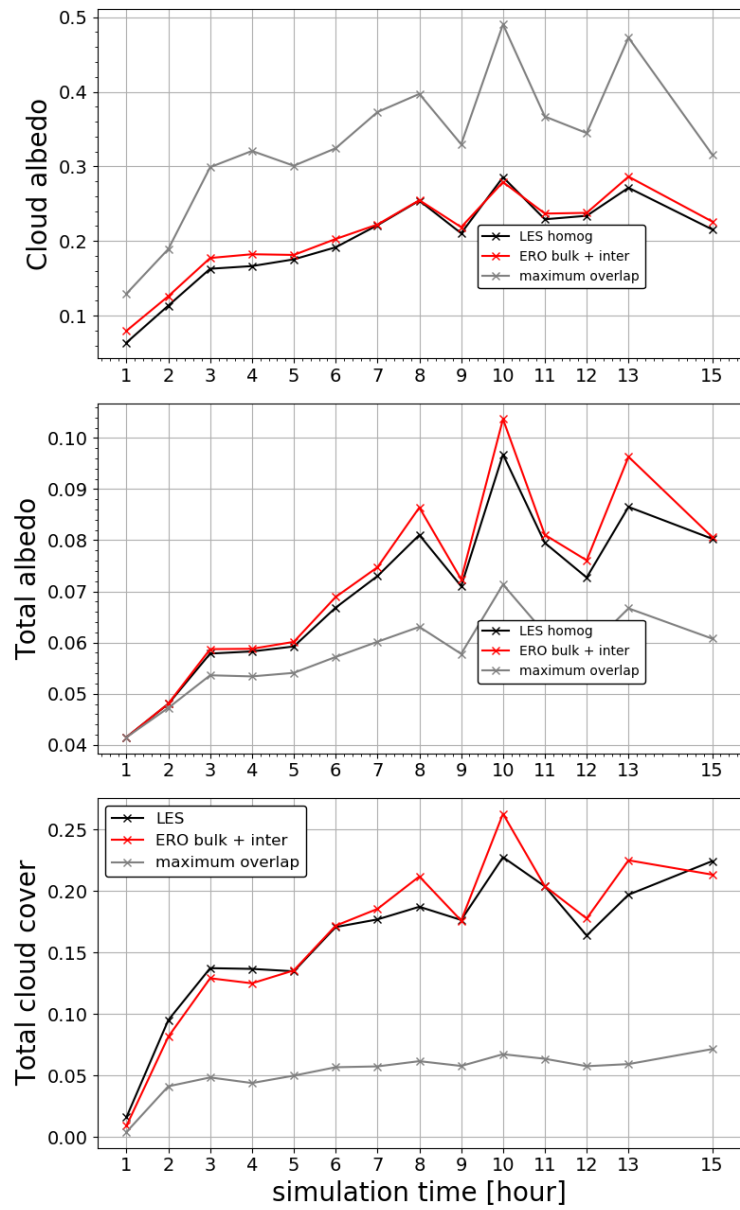 Cloud albedo
0.5
0.4
0.3
0.2
0.1
LES homog
ERO bulk + inter
maximum overlap
1 2 3 4 5 6 7 8 9 10 11 12 13 15
Total albedo
0.10
0.09
0.08
0.07
0.06
0.05
0.04
LES homog
ERO bulk + inter
maximum overlap
1 2 3 4 5 6 7 8 9 10 11 12 13 15
Total cloud cover
0.25
0.20
0.15
0.10
0.05
0.00
LES
ERO bulk + inter
maximum overlap
1 2 3 4 5 6 7 8 9 10 11 12 13 15
simulation time [hour]